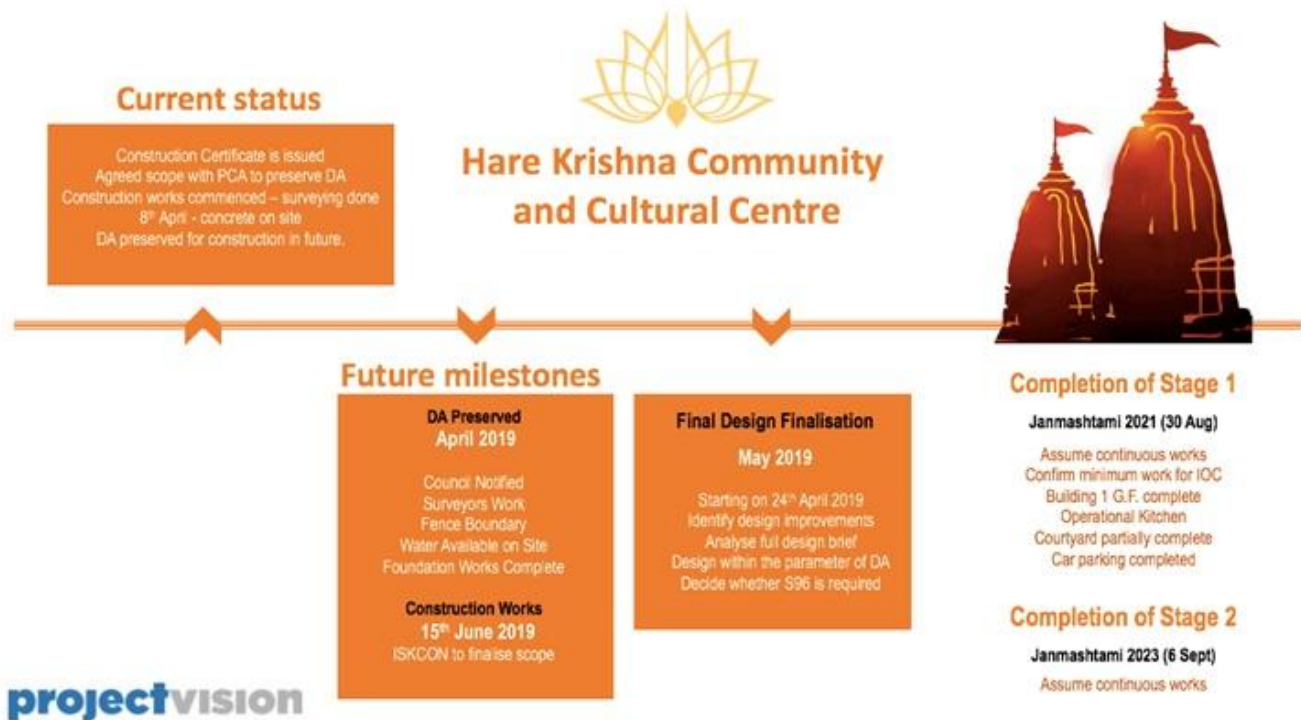 Current status
Construction Certificate is issued
Agreed scope with PCA to preserve DA
Construction works commenced – surveying done
8th April - concrete on site
DA preserved for construction in future.
Hare Krishna Community
and Cultural Centre
Future milestones
DA Preserved
April 2019
Council Notified
Surveyors Work
Fence Boundary
Water Available on Site
Foundation Works Complete
Construction Works
15th June 2019
ISKCON to finalise scope
Final Design Finalisation
May 2019
Starting on 24th April 2019
Identify design improvements
Analyse full design brief
Design within the parameter of DA
Decide whether S96 is required
Completion of Stage 1
Janmashtami 2021 (30 Aug)
Assume continuous works
Confirm minimum work for IOC
Building 1 G.F. complete
Operational Kitchen
Courtyard partially complete
Car parking completed
Completion of Stage 2
Janmashtami 2023 (6 Sept)
Assume continuous works
projectvision